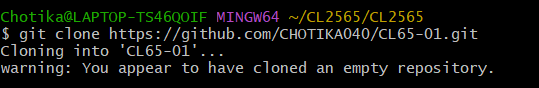 Chotika@LAPTOP-TS46QOIF MINGW64 ~/CL2565/CL2565
$ git clone https://github.com/CHOTIKA040/CL65-01.git
Cloning into 'CL65-01'...
warning: You appear to have cloned an empty repository.